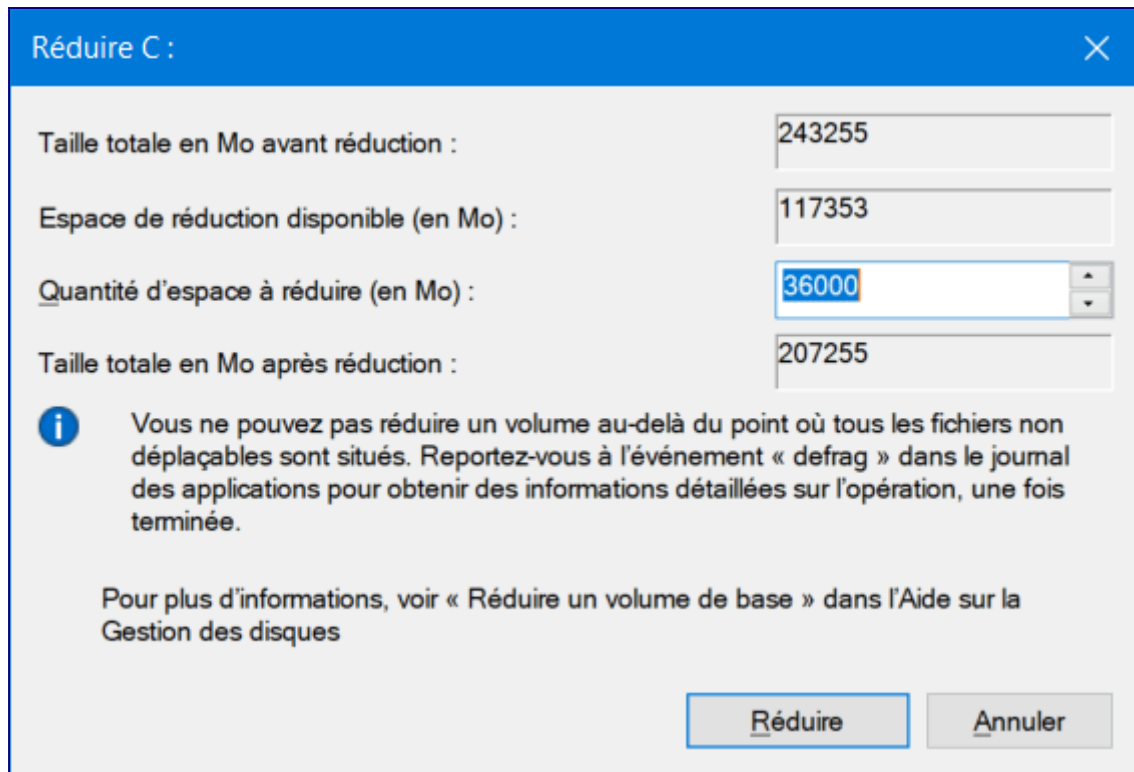 Réduire C :
Taille totale en Mo avant réduction :
243255
Espace de réduction disponible (en Mo) :
117353
Quantité d’espace à réduire (en Mo) :
36000
Taille totale en Mo après réduction :
207255
Vous ne pouvez pas réduire un volume au-delà du point où tous les fichiers non
déplaçables sont situés. Reportez-vous à l’événement « defrag » dans le journal
des applications pour obtenir des informations détaillées sur l’opération, une fois
terminée.
Pour plus d’informations, voir « Réduire un volume de base » dans l’Aide sur la
Gestion des disques
Réduire
Annuler